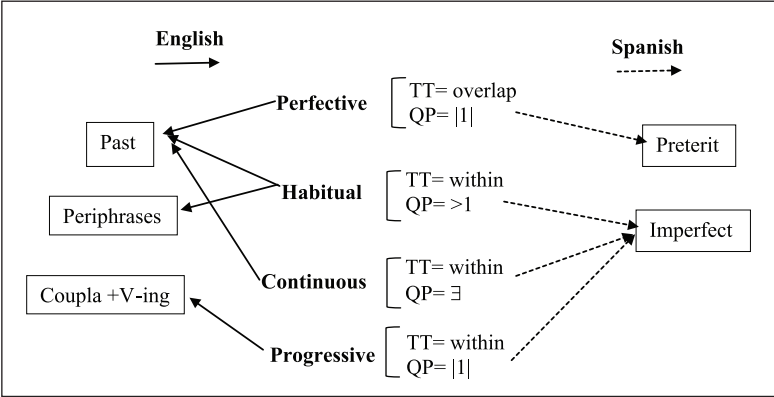 English
Spanish
Perfective
TT= overlap
QP= |1|
Past
Preterit
Habitual
TT= within
QP= >1
Periphrases
Imperfect
Continuous
TT= within
QP= ∃
Coupla +V-ing
Progressive
TT= within
QP= |1|